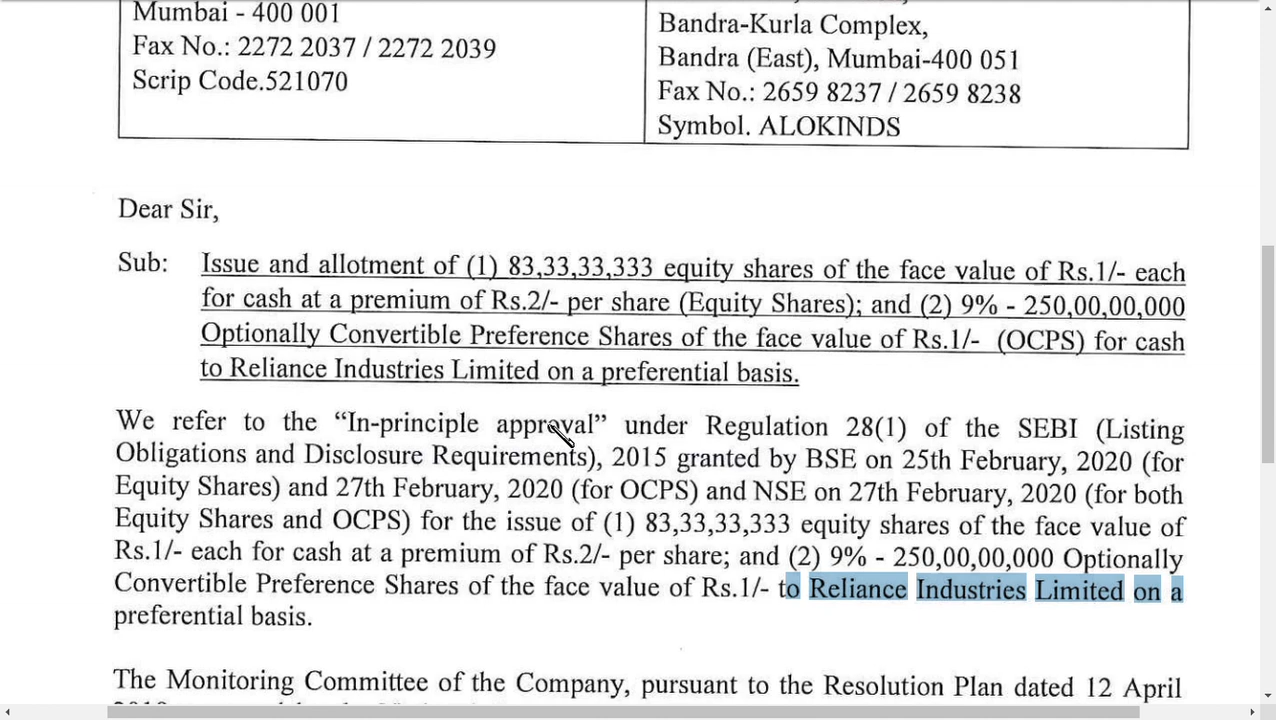 Mumbai - 400 001
Fax No.: 2272 2037 / 2272 2039
Scrip Code.521070
Bandra-Kurla Complex,
Bandra (East), Mumbai-400 051
Fax No.: 2659 8237 / 2659 8238
Symbol. ALOKINDS
Dear Sir,
Sub: Issue and allotment of (1) 83,33,33,333 equity shares of the face value of Rs.1/- each
for cash at a premium of Rs.2/- per share (Equity Shares); and (2) 9% - 250,00,00,000
Optionally Convertible Preference Shares of the face value of Rs.1/- (OCPS) for cash
to Reliance Industries Limited on a preferential basis.
We refer to the “In-principle approval” under Regulation 28(1) of the SEBI (Listing
Obligations and Disclosure Requirements), 2015 granted by BSE on 25th February, 2020 (for
Equity Shares) and 27th February, 2020 (for OCPS) and NSE on 27th February, 2020 (for both
Equity Shares and OCPS) for the issue of (1) 83,33,33,333 equity shares of the face value of
Rs.1/- each for cash at a premium of Rs.2/- per share; and (2) 9% - 250,00,00,000 Optionally
Convertible Preference Shares of the face value of Rs.1/- to Reliance Industries Limited on a
preferential basis.
The Monitoring Committee of the Company, pursuant to the Resolution Plan dated 12 April